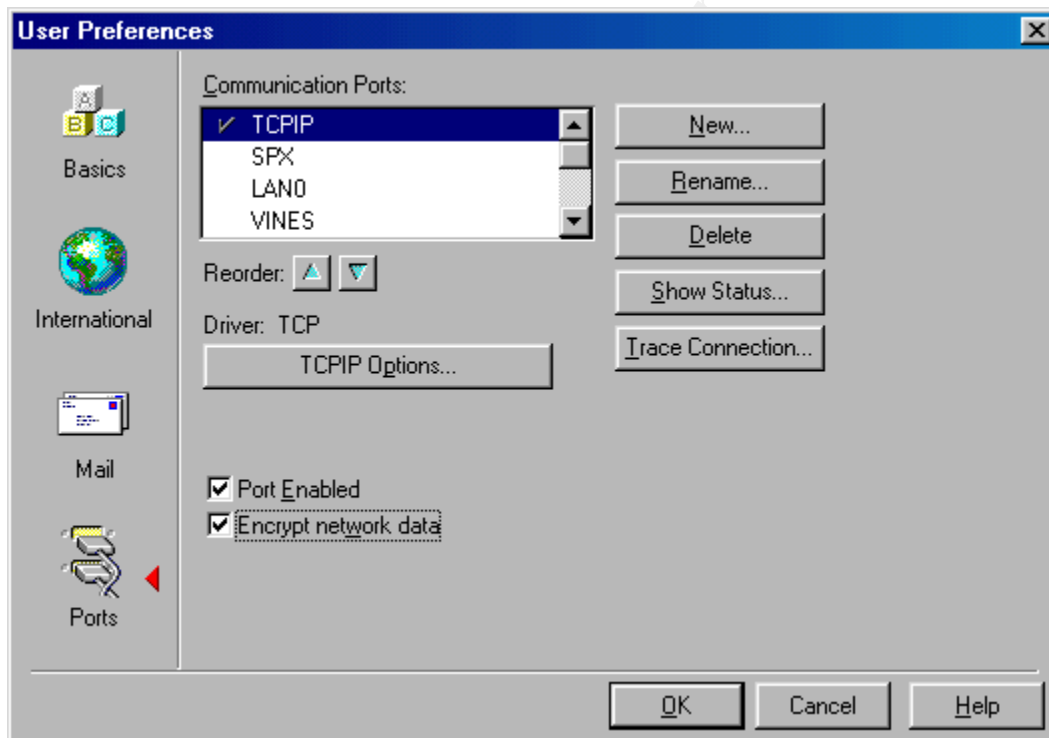 User Preferences
Basics
International
Mail
Ports
Communication Ports:
TCPIP
SPX
LAN0
VINES
Reorder:
Driver: TCP
TCPIP Options...
Port Enabled
Encrypt network data
New...
Rename...
Delete
Show Status...
Trace Connection...
OK
Cancel
Help